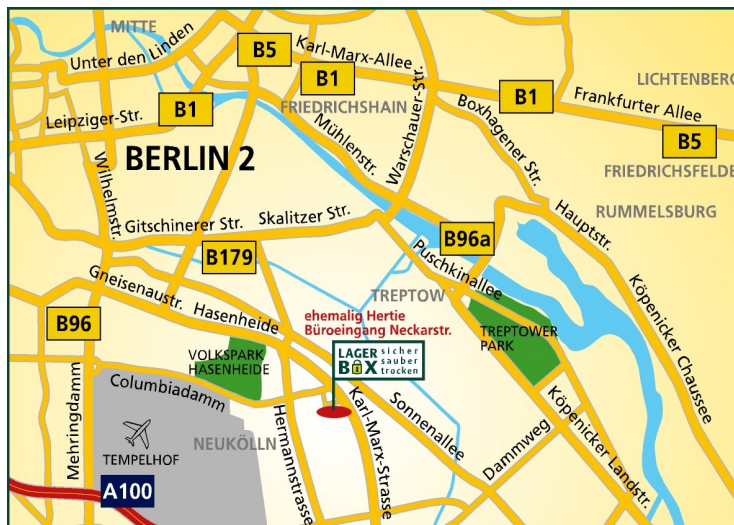 MITTE
Unter den Linden
B5
Karl-Marx-Allee
B1
FRIEDRICHSHAIN
LICHTENBERG
B1
Frankfurter Allee
B5
FRIEDRICHSFELDE
Leipziger-Str.
B1
Mühlenstr.
Warschauer-Str.
Boxhagener Str.
BERLIN 2
Wilhelmstr.
RUMMELSBURG
Hauptstr.
Gitschinerer Str.
Skalitzer Str.
B179
B96a
Puschkinallee
Köpenicker Chaussee
Gneisenaustr.
Hasenheide
TREPTOW
ehemalig Hertie
Büroeingang Neckarstr.
B96
VOLKSPARK
HASENHEIDE
LAGER
BOX
sicher
sauber
trocken
TREPTOWER
PARK
Columbiadamm
Mehringdamm
TEMPELHOF
NEUKÖLLN
Hermannstrasse
Karl-Marx-Strasse
Sonnenallee
Dammweg
Köpenicker Landstr.
A100